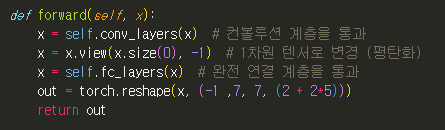 def forward(self, x):
x = self.conv_layers(x)  # 컨볼루션 계층을 통과
x = x.view(x.size(0), -1)  # 1차원 텐서로 변경 (평탄화)
x = self.fc_layers(x)  # 완전 연결 계층을 통과
out = torch.reshape(x, (-1 ,7, 7, (2 + 2*5)))
return out